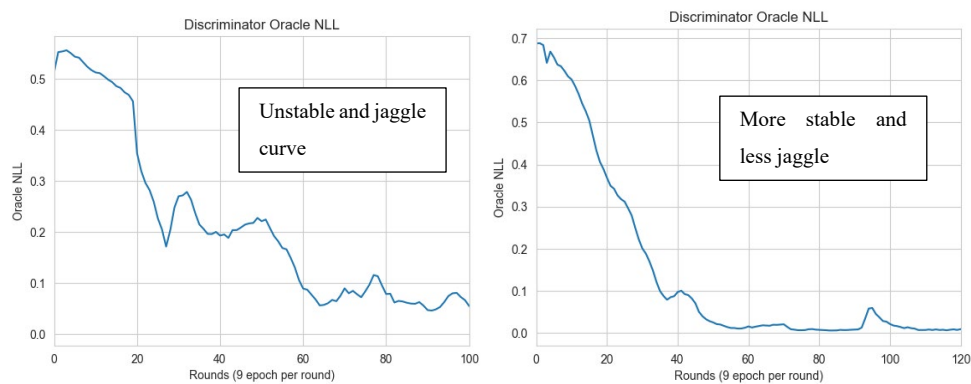 Discriminator Oracle NLL
Oracle NLL
0.5
0.4
0.3
0.2
0.1
0.0
Unstable and jaggle
curve
0 20 40 60 80 100
Rounds (9 epoch per round)
Discriminator Oracle NLL
Oracle NLL
0.7
0.6
0.5
0.4
0.3
0.2
0.1
0.0
More stable and
less jaggle
0 20 40 60 80 100 120
Rounds (9 epoch per round)